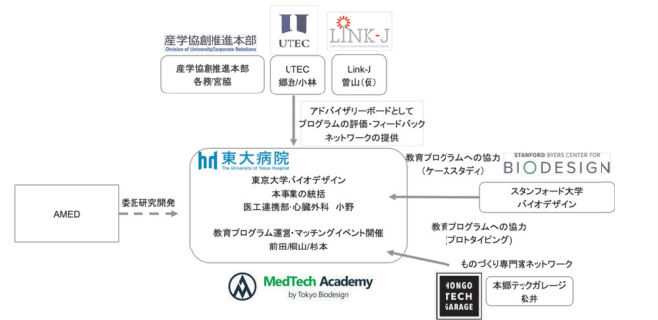 産学協創推進本部
Division of University Corporate Relations
UTEC
LINK-J
産学協創推進本部
各務/宮脇
UTEC
郷治/小林
Link-J
曽山(仮)
アドバイザリーボードとして
プログラムの評価・フィードバック
ネットワークの提供
東大病院
The University of Tokyo Hospital
東京大学バイオデザイン
本事業の統括
医工連携部・心臓外科 小野
教育プログラム運営・マッチングイベント開催
前田/桐山/杉本
教育プログラムへの協力
(ケーススタディ)
STANFORD BYERS CENTER FOR
BIODESIGN
スタンフォード大学
バイオデザイン
AMED
委託研究開発
教育プログラムへの協力
(プロトタイピング)
ものづくり専門家ネットワーク
HONGO
TECH
GARAGE
本郷テックガレージ
松井
MedTech Academy
by Tokyo Biodesign